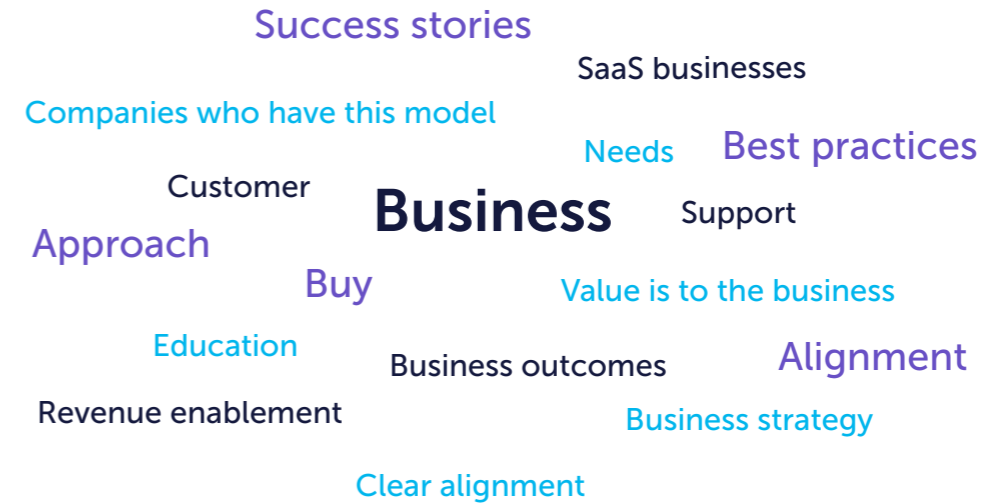 Success stories
SaaS businesses
Companies who have this model
Needs
Best practices
Customer
Business
Support
Approach
Buy
Value is to the business
Education
Business outcomes
Alignment
Revenue enablement
Business strategy
Clear alignment